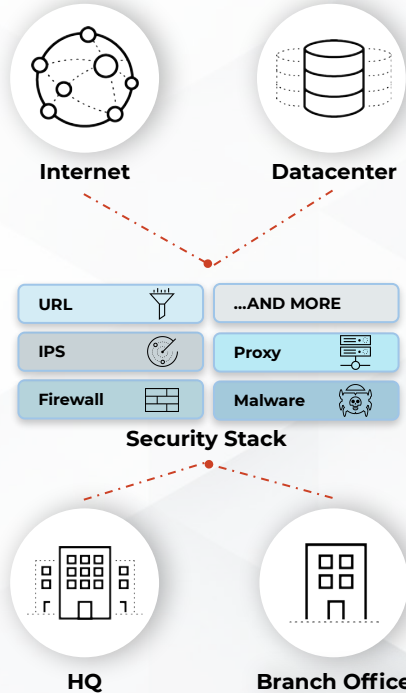 Internet
Datacenter
URL
...AND MORE
IPS
Proxy
Firewall
Malware
Security Stack
HQ
Branch Office